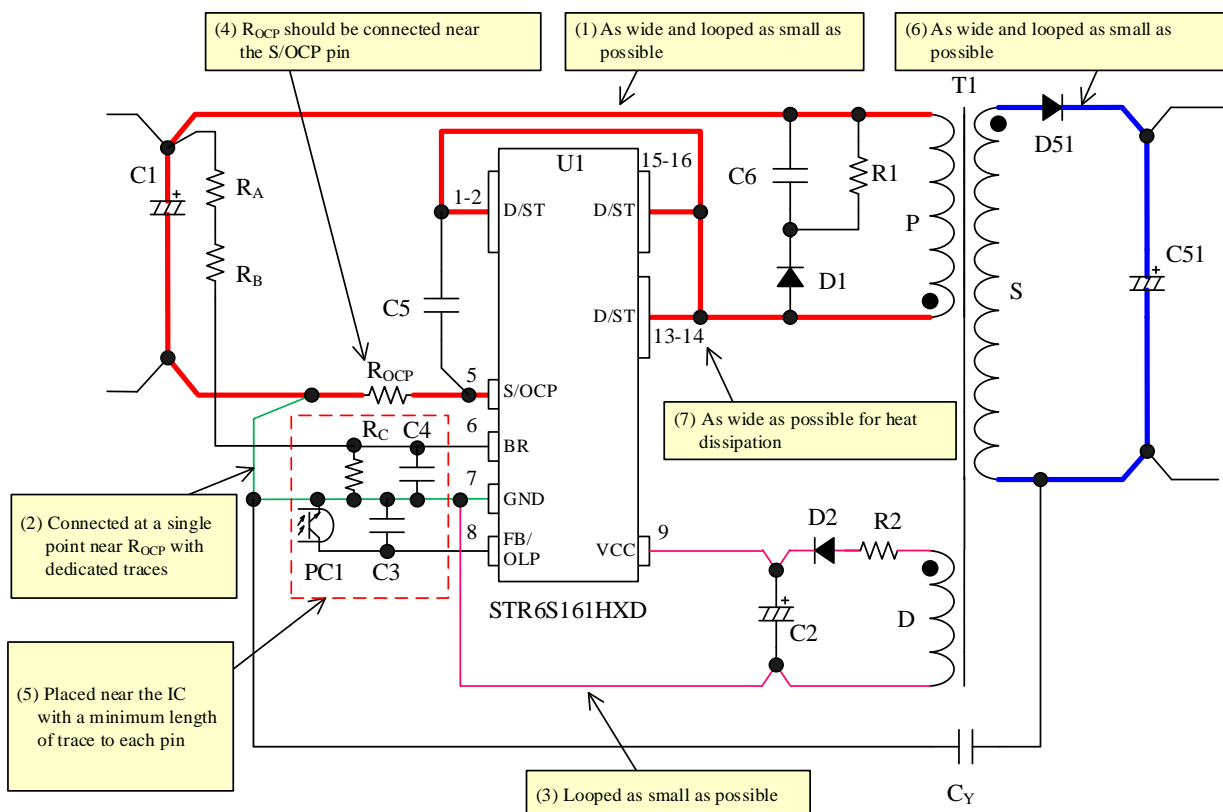 (4) ROCP should be connected near
the S/OCP pin
(1) As wide and looped as small as
possible
(6) As wide and looped as small as
possible
T1
D51
C1
RA
RB
U1
1-2
15-16
D/ST
D/ST
C6
R1
P
S
C51
C5
D1
D/ST
13-14
ROCP
5
S/OCP
(7) As wide as possible for heat
dissipation
RC
C4
6
BR
7
GND
(2) Connected at a single
point near ROCP with
dedicated traces
8
FB/
OLP
VCC
9
D2
R2
PC1
C3
STR6S161HXD
C2
D
(5) Placed near the IC
with a minimum length
of trace to each pin
(3) Looped as small as possible
CY
+
+
+